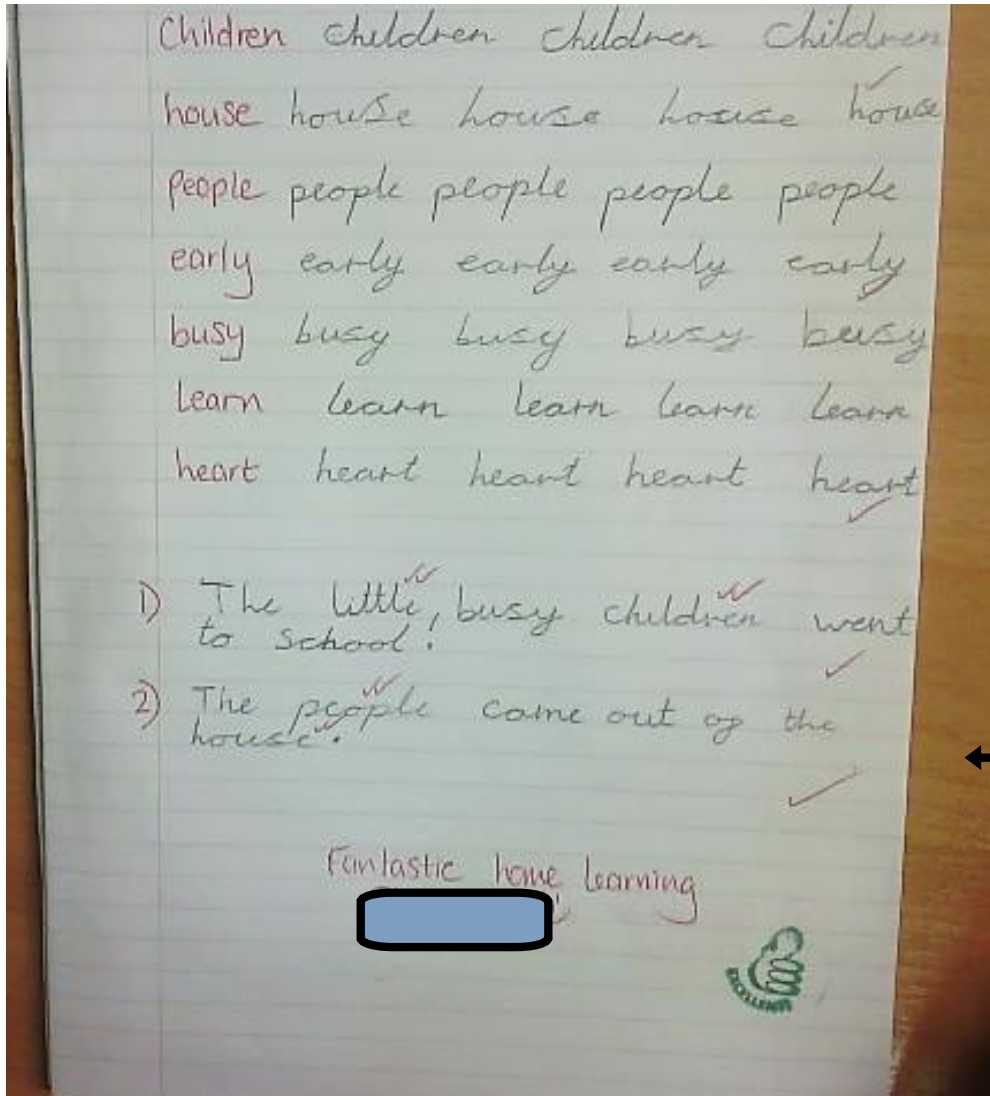 Children children children children
house house house house house
people people people people people
early early early early early
busy busy busy busy busy
learn learn learn learn learn
heart heart heart heart heart
1) The little, busy children went
to school.
2) The people came out of the
house.
Fantastic home learning
EXCELLENT